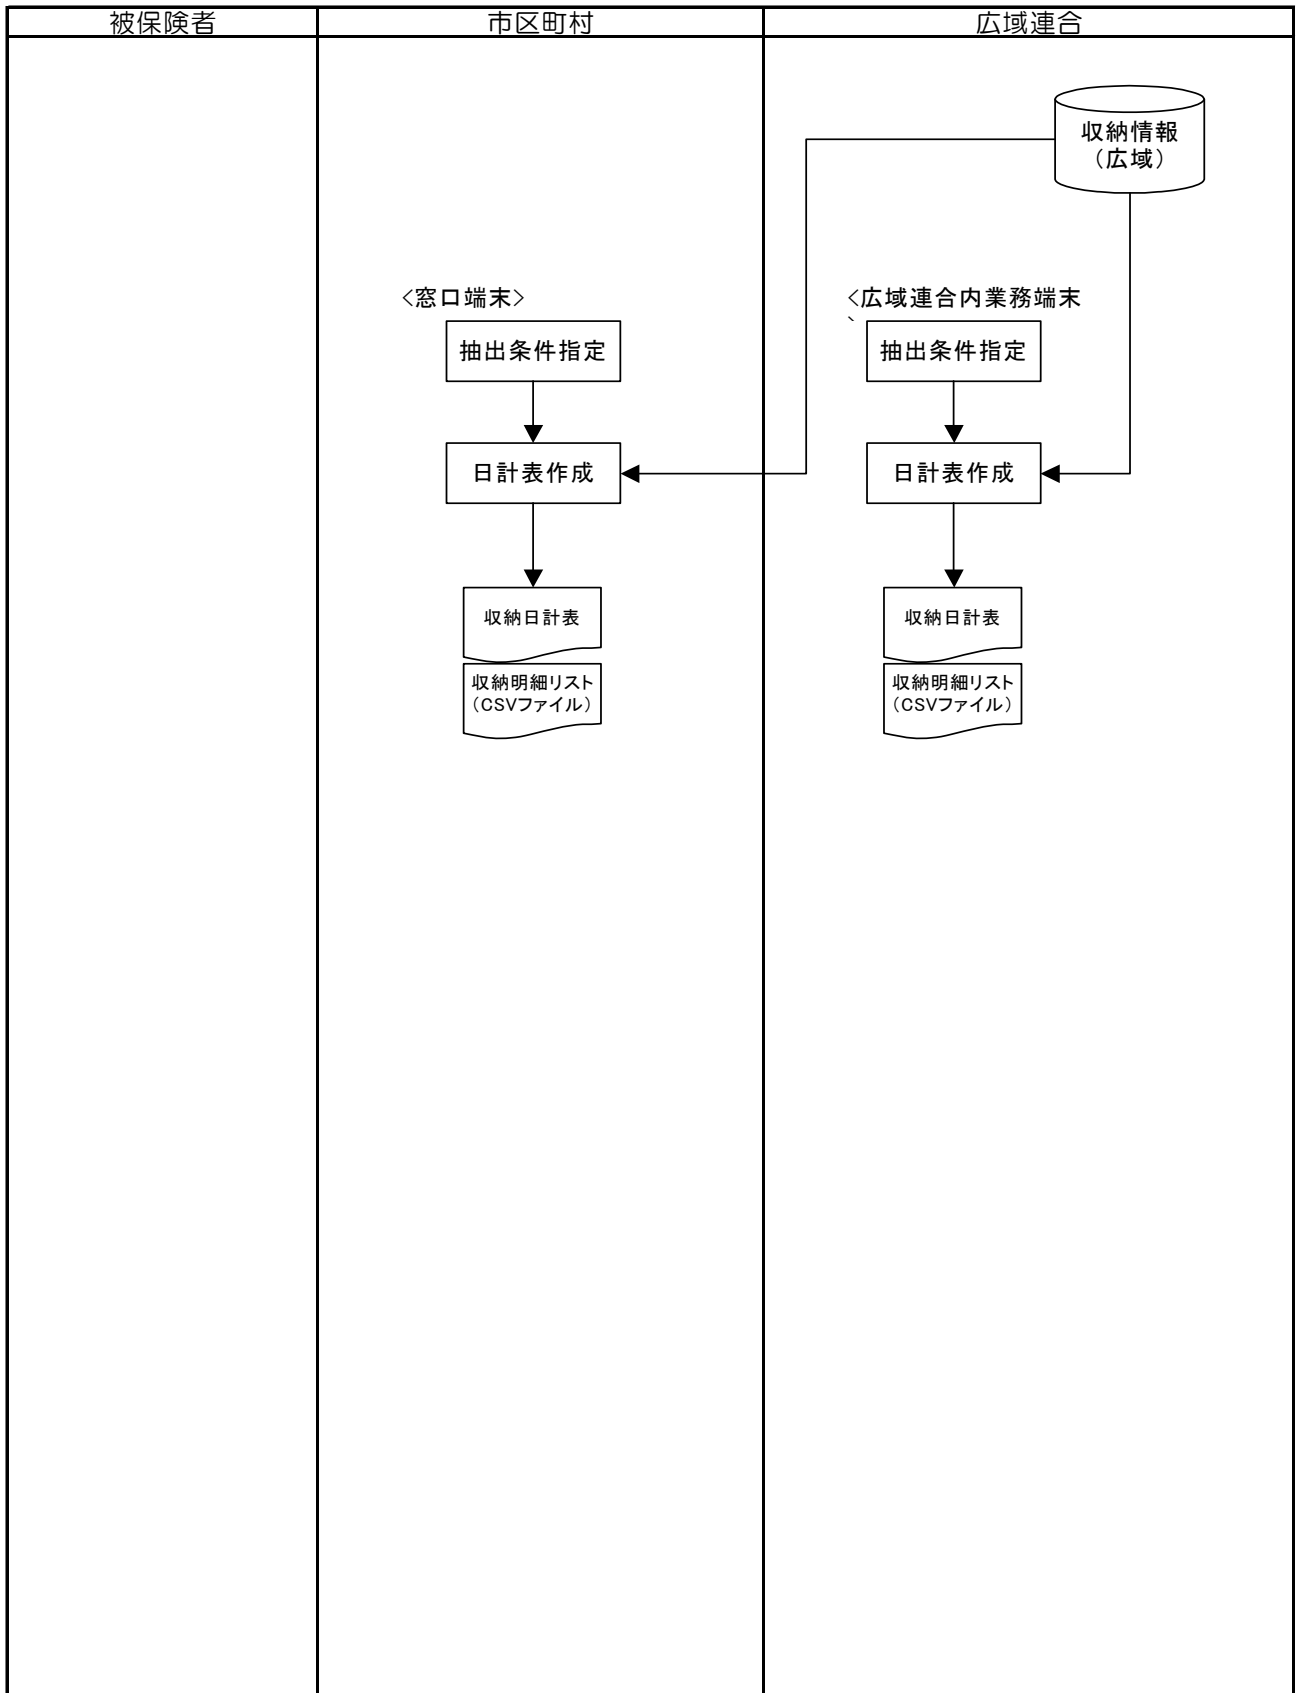 被保険者
市区町村
広域連合
収納情報
（広域）
<窓口端末>
<広域連合内業務端末
抽出条件指定
抽出条件指定
日計表作成
日計表作成
収納日計表
収納日計表
収納明細リスト
（CSVファイル）
収納明細リスト
（CSVファイル）